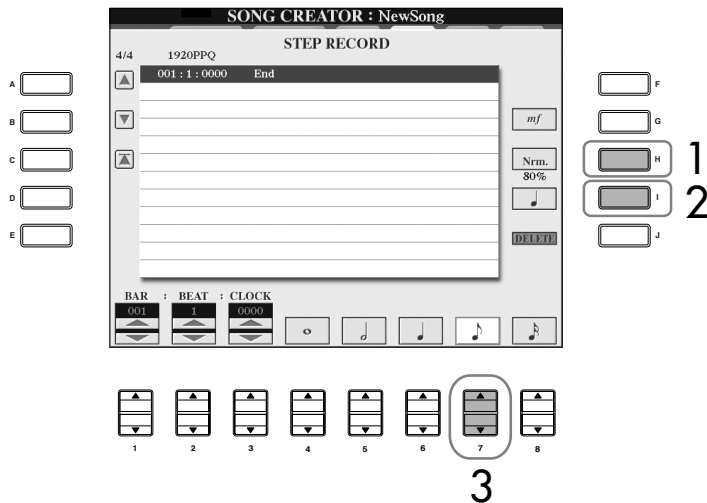 SONG CREATOR : NewSong
STEP RECORD
4/4 1920PPQ
001 : 1 : 0000 End
A
B
C
D
E
F
G
H
I
J
mf
Nrm.
80%
DELETE
1
2
BAR : BEAT : CLOCK
001 1 0000
1 2 3 4 5 6 7 8
3